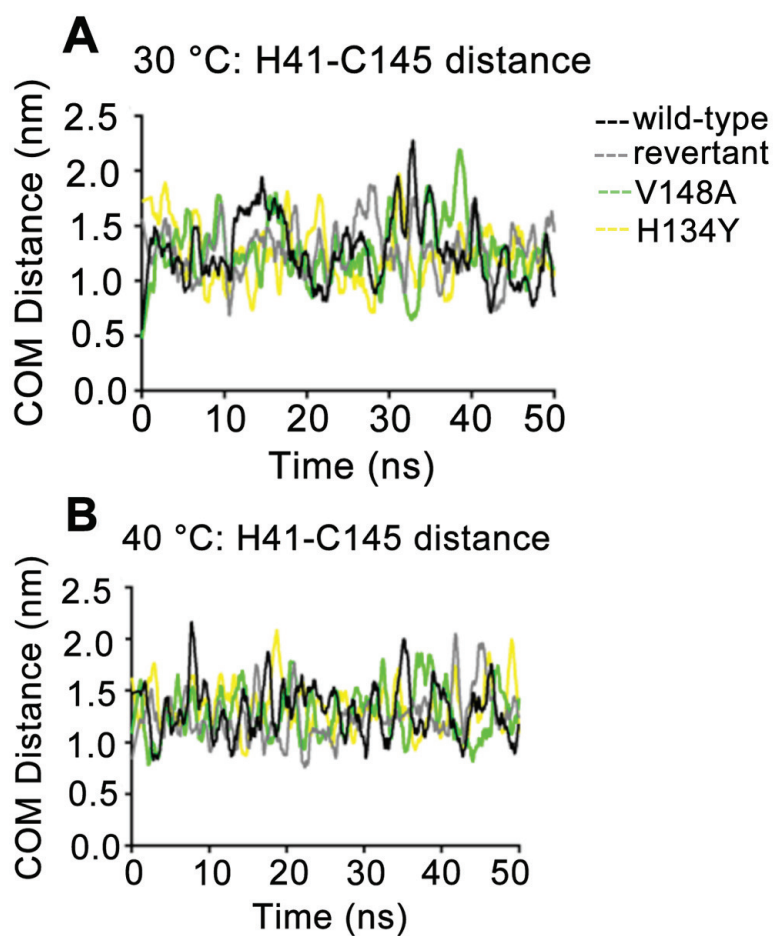 A
30 °C: H41-C145 distance
COM Distance (nm)
2.5
2.0
1.5
1.0
0.5
0.0
0 10 20 30 40 50
Time (ns)
---wild-type
---revertant
---V148A
---H134Y
B
40 °C: H41-C145 distance
COM Distance (nm)
2.5
2.0
1.5
1.0
0.5
0.0
0 10 20 30 40 50
Time (ns)